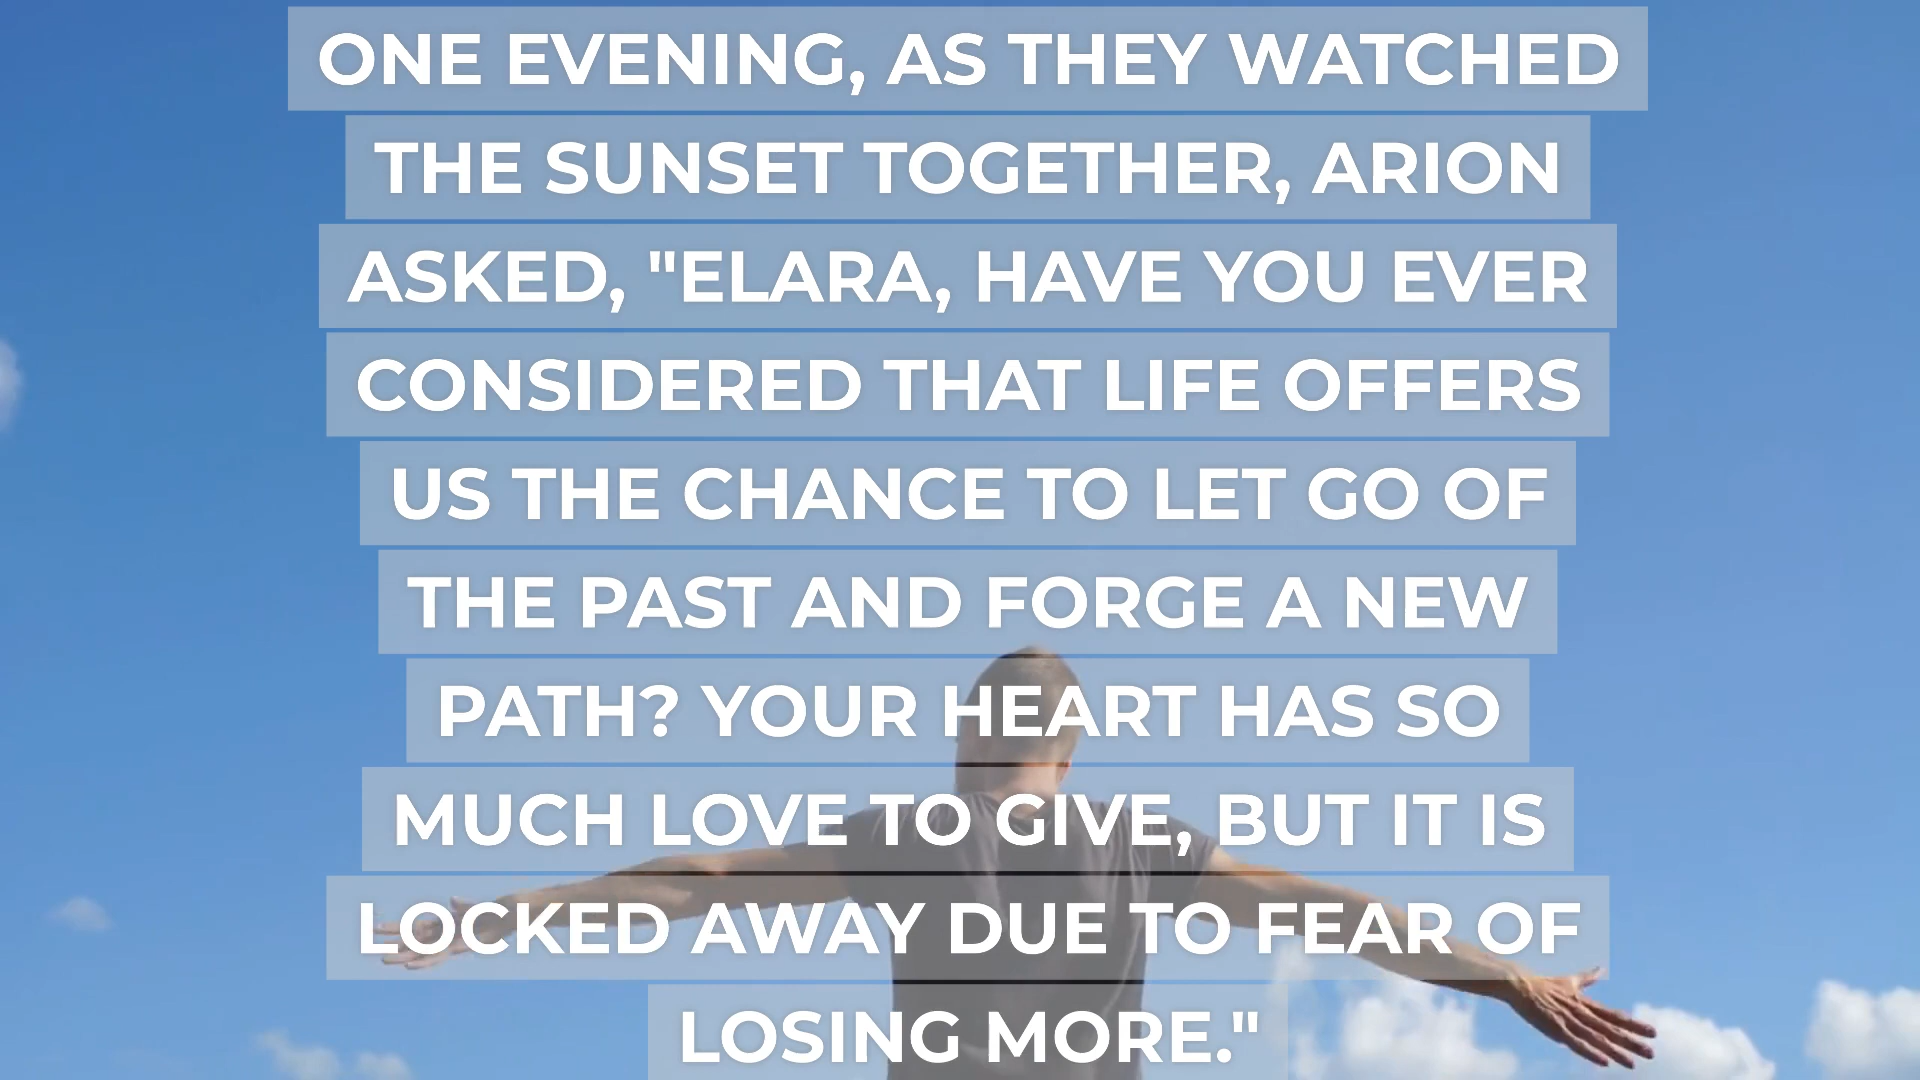 ONE EVENING, AS THEY WATCHED
THE SUNSET TOGETHER, ARION
ASKED, "ELARA, HAVE YOU EVER
CONSIDERED THAT LIFE OFFERS
US THE CHANCE TO LET GO OF
THE PAST AND FORGE A NEW
PATH? YOUR HEART HAS SO
MUCH LOVE TO GIVE, BUT IT IS
LOCKED AWAY DUE TO FEAR OF
LOSING MORE."